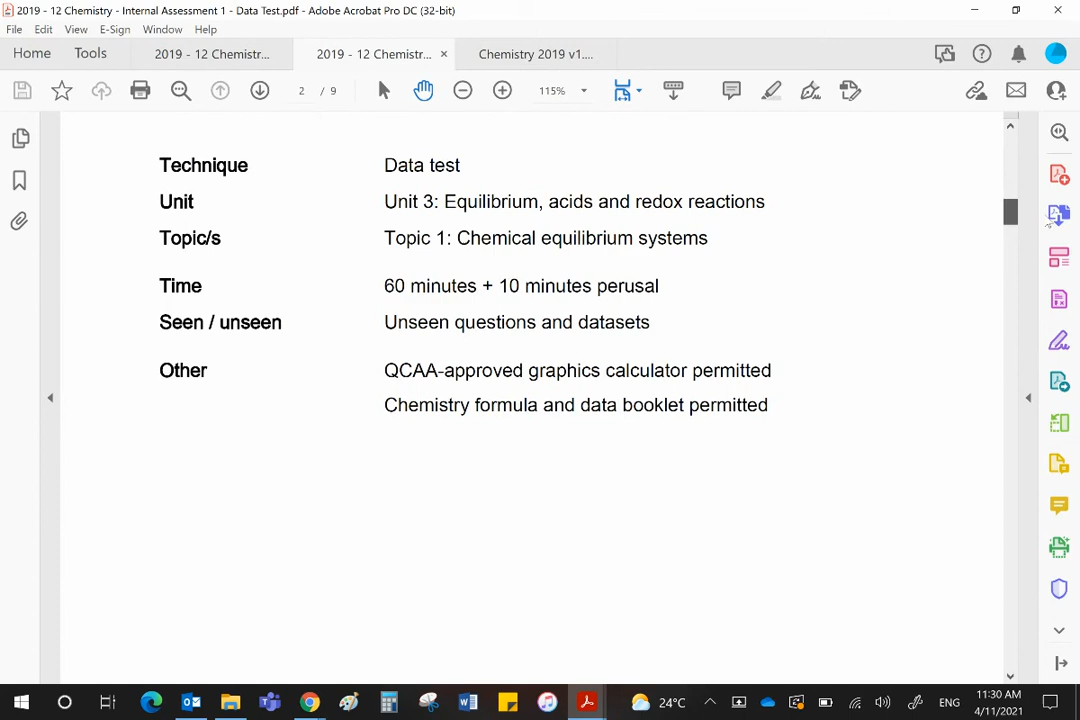 2019 - 12 Chemistry - Internal Assessment 1 - Data Test.pdf - Adobe Acrobat Pro DC (32-bit)
File Edit View E-Sign Window Help
Home Tools 2019 - 12 Chemistr... 2019 - 12 Chemistr... × Chemistry 2019 v1....
2 / 9 115%
Technique Data test
Unit Unit 3: Equilibrium, acids and redox reactions
Topic/s Topic 1: Chemical equilibrium systems
Time 60 minutes + 10 minutes perusal
Seen / unseen Unseen questions and datasets
Other QCAA-approved graphics calculator permitted
Chemistry formula and data booklet permitted
24°C ENG 11:30 AM
4/11/2021